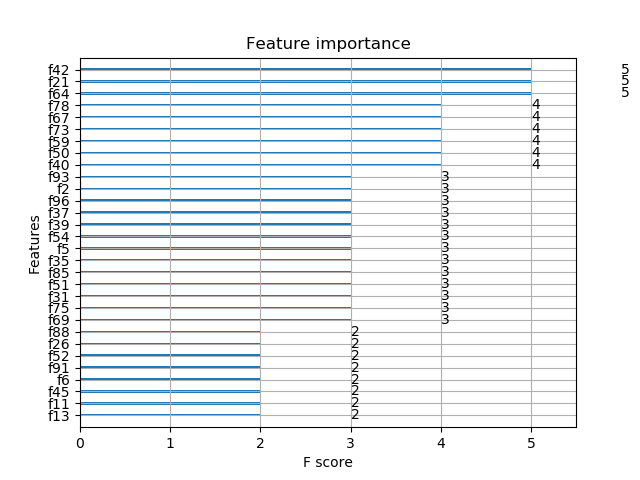 Feature importance
Features
f42 5
f21 5
f64 5
f78 4
f67 4
f73 4
f59 4
f50 4
f40 4
f93 3
f2 3
f96 3
f37 3
f39 3
f54 3
f5 3
f35 3
f85 3
f51 3
f31 3
f75 3
f69 3
f88 2
f26 2
f52 2
f91 2
f6 2
f45 2
f11 2
f13 2
0 1 2 3 4 5
F score